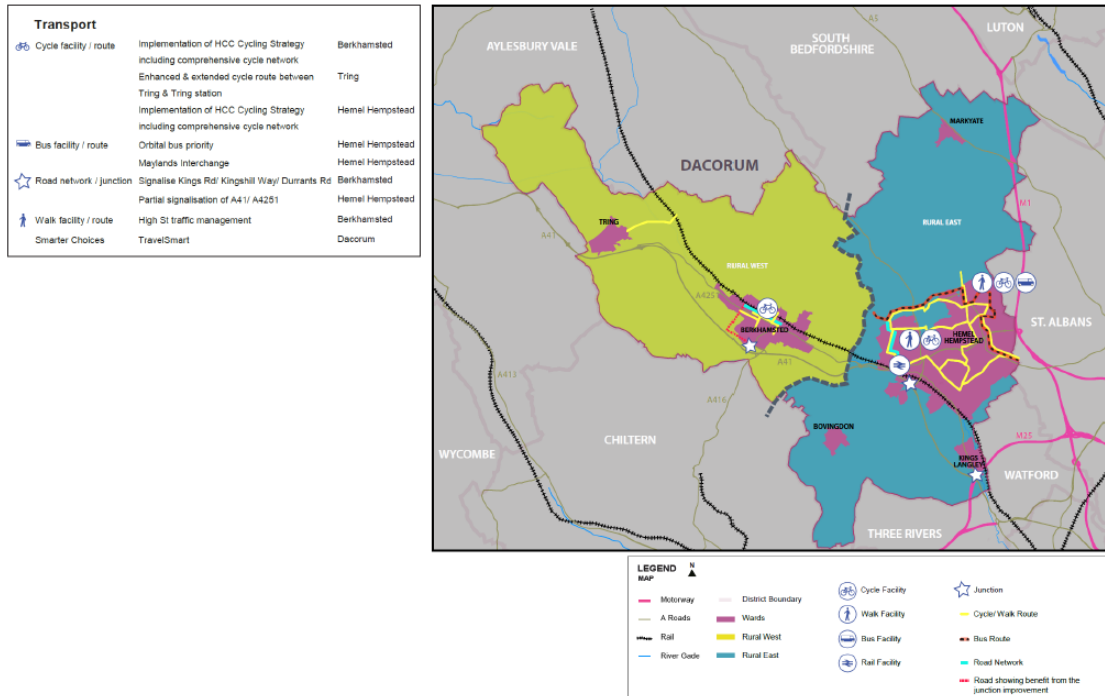 Transport
Cycle facility / route Implementation of HCC Cycling Strategy Berkhamsted
including comprehensive cycle network
Enhanced & extended cycle route between Tring
Tring & Tring station
Implementation of HCC Cycling Strategy Hemel Hempstead
including comprehensive cycle network
Bus facility / route Orbital bus priority Hemel Hempstead
Maylands Interchange Hemel Hempstead
Road network / junction Signalise Kings Rd/ Kingshill Way/ Durrants Rd Berkhamsted
Partial signalisation of A41/ A4251 Hemel Hempstead
Walk facility / route High St traffic management Berkhamsted
Smarter Choices TravelSmart Dacorum
AYLESBURY VALE
A5
SOUTH
BEDFORDSHIRE
LUTON
MARKYATE
DACORUM
M1
TRING
RURAL EAST
A41
RURAL WEST
A425
ST. ALBANS
BERKHAMSTED
HEMEL
HEMPSTEAD
A41
A413
A416
BOVINGDON
CHILTERN
M25
WYCOMBE
KINGS
LANGLEY
WATFORD
THREE RIVERS
LEGEND N
MAP
Motorway District Boundary Cycle Facility Junction
A Roads Wards Walk Facility Cycle/ Walk Route
Rail Rural West Bus Facility Bus Route
River Gade Rural East Rail Facility Road Network
Road showing benefit from the
junction improvement